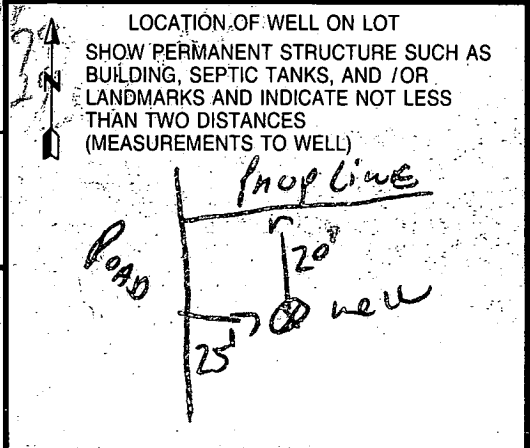 LOCATION OF WELL ON LOT
SHOW PERMANENT STRUCTURE SUCH AS
BUILDING, SEPTIC TANKS, AND / OR
LANDMARKS AND INDICATE NOT LESS
THAN TWO DISTANCES
(MEASUREMENTS TO WELL)
N
Prop Line
ROAD
20'
well
25'